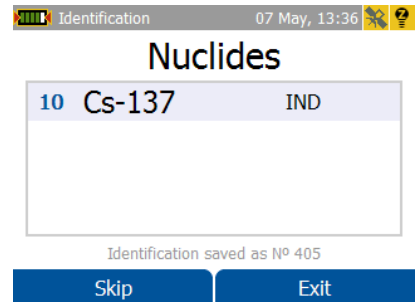 Identification 07 May, 13:36
Nuclides
10 Cs-137 IND
Identification saved as Nº 405
Skip Exit